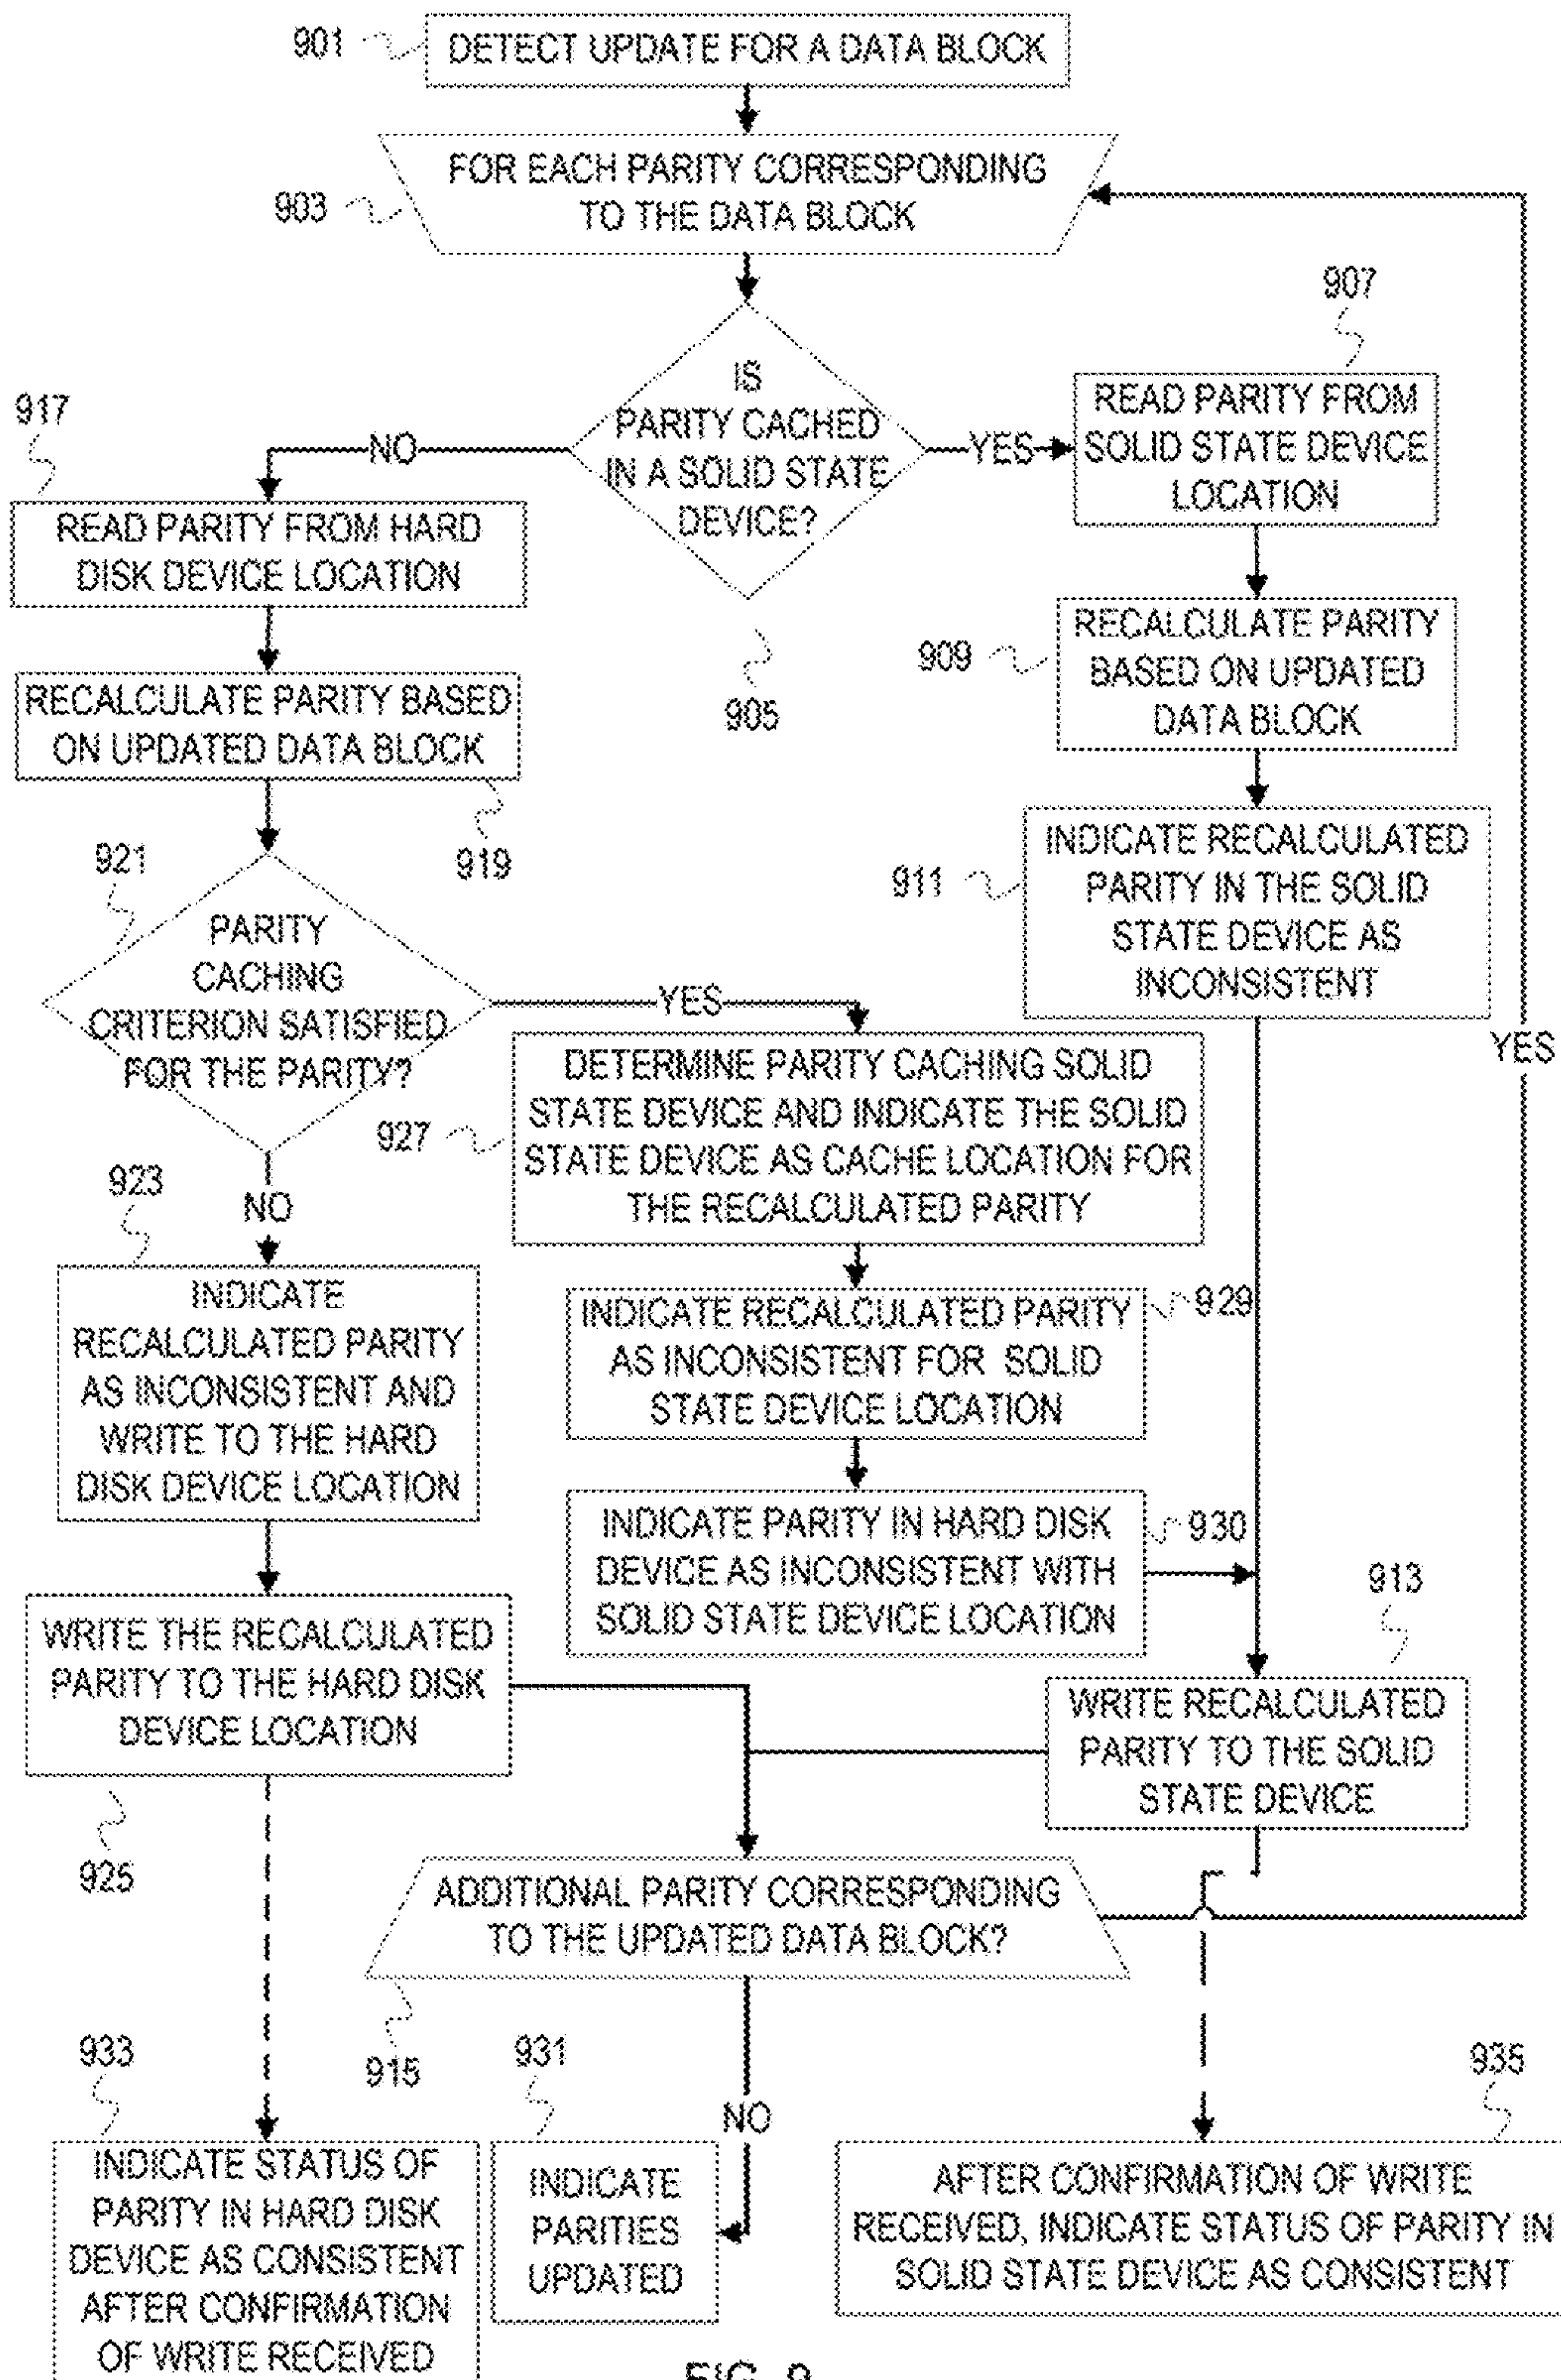 901
DETECT UPDATE FOR A DATA BLOCK
903
FOR EACH PARITY CORRESPONDING
TO THE DATA BLOCK
907
IS
PARITY CACHED
IN A SOLID STATE
DEVICE?
905
NO
YES
READ PARITY FROM
SOLID STATE DEVICE
LOCATION
917
READ PARITY FROM HARD
DISK DEVICE LOCATION
909
RECALCULATE PARITY
BASED ON UPDATED
DATA BLOCK
RECALCULATE PARITY BASED
ON UPDATED DATA BLOCK
919
911
INDICATE RECALCULATED
PARITY IN THE SOLID
STATE DEVICE AS
INCONSISTENT
921
PARITY
CACHING
CRITERION SATISFIED
FOR THE PARITY?
YES
YES
927
DETERMINE PARITY CACHING SOLID
STATE DEVICE AND INDICATE THE SOLID
STATE DEVICE AS CACHE LOCATION FOR
THE RECALCULATED PARITY
923
NO
INDICATE
RECALCULATED PARITY
AS INCONSISTENT AND
WRITE TO THE HARD
DISK DEVICE LOCATION
929
INDICATE RECALCULATED PARITY
AS INCONSISTENT FOR SOLID
STATE DEVICE LOCATION
930
INDICATE PARITY IN HARD DISK
DEVICE AS INCONSISTENT WITH
SOLID STATE DEVICE LOCATION
913
WRITE THE RECALCULATED
PARITY TO THE HARD DISK
DEVICE LOCATION
925
WRITE RECALCULATED
PARITY TO THE SOLID
STATE DEVICE
ADDITIONAL PARITY CORRESPONDING
TO THE UPDATED DATA BLOCK?
915
933
931
935
NO
INDICATE STATUS OF
PARITY IN HARD DISK
DEVICE AS CONSISTENT
AFTER CONFIRMATION
OF WRITE RECEIVED
INDICATE
PARITIES
UPDATED
AFTER CONFIRMATION OF WRITE
RECEIVED, INDICATE STATUS OF PARITY IN
SOLID STATE DEVICE AS CONSISTENT
FIG. 9